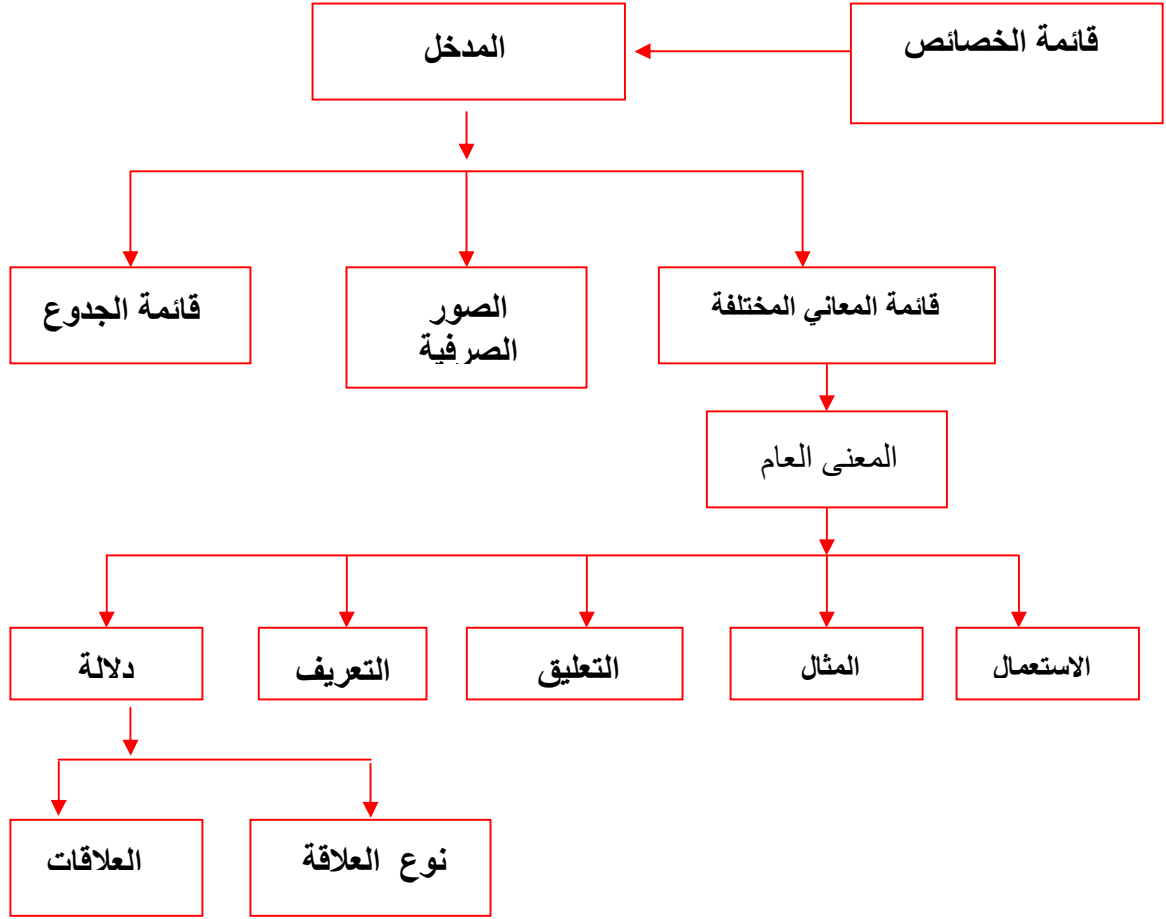 قائمة الخصائص
المدخل
قائمة المعاني المختلفة
الصور
الصرفية
قائمة الجدوع
المعنى العام
الاستعمال
المثال
التعليق
التعريف
دلالة
نوع العلاقة
العلاقات